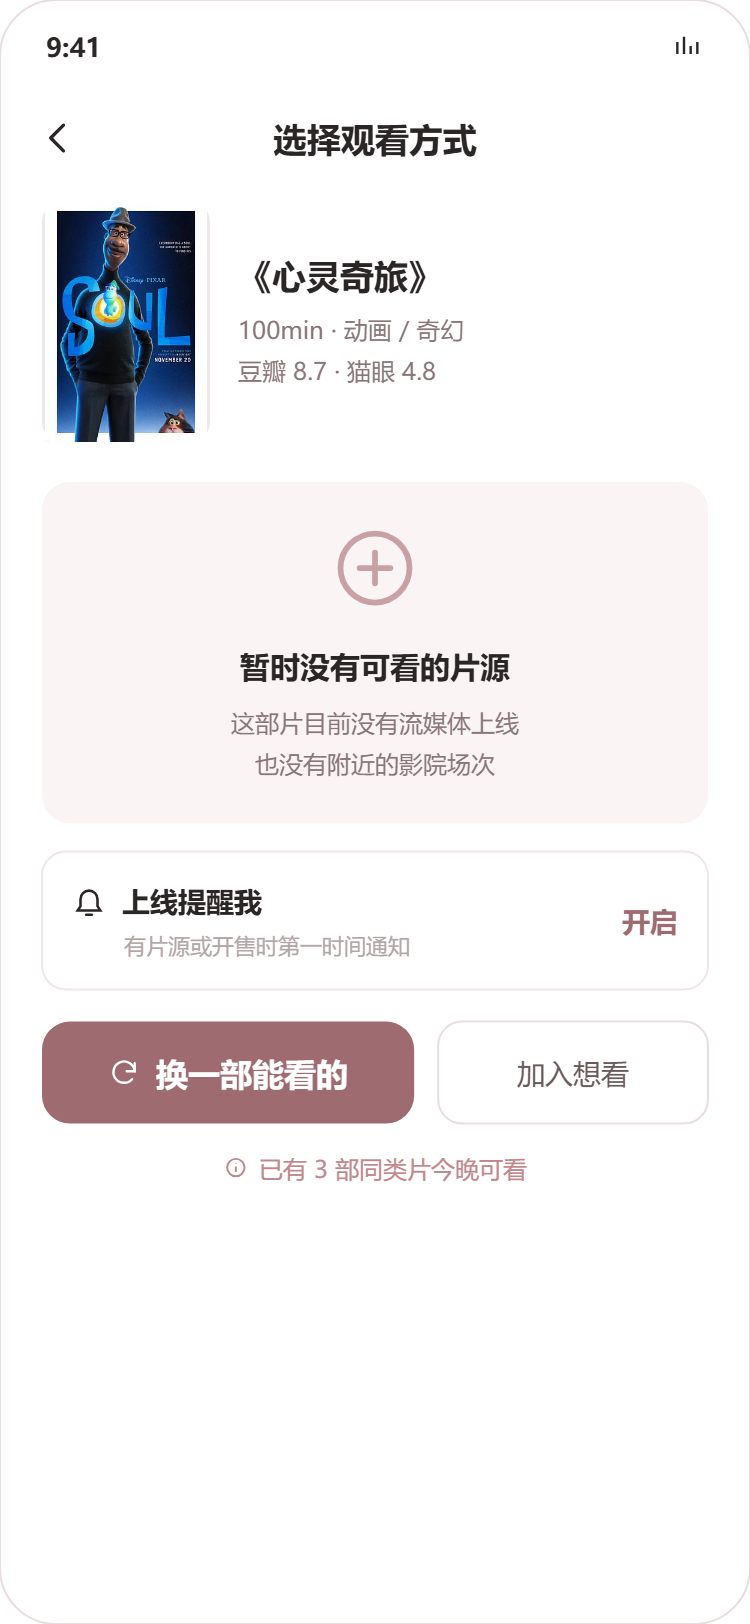 9:41
选择观看方式
Disney PIXAR
SOUL
NOVEMBER 20
《心灵奇旅》
100min · 动画 / 奇幻
豆瓣 8.7 · 猫眼 4.8
暂时没有可看的片源
这部片目前没有流媒体上线
也没有附近的影院场次
上线提醒我
有片源或开售时第一时间通知
开启
换一部能看的
加入想看
已有 3 部同类片今晚可看